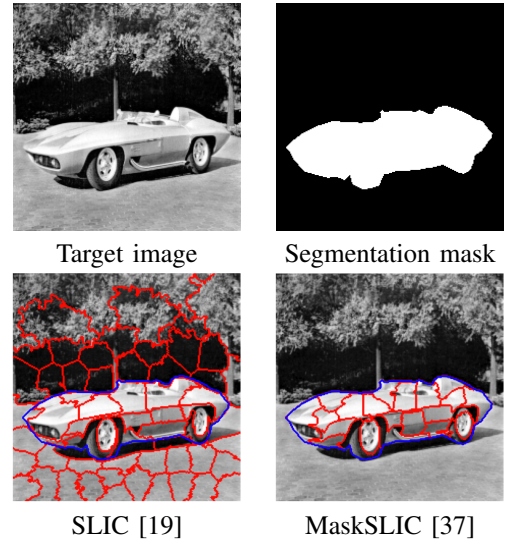 Target image
Segmentation mask
SLIC [19]
MaskSLIC [37]